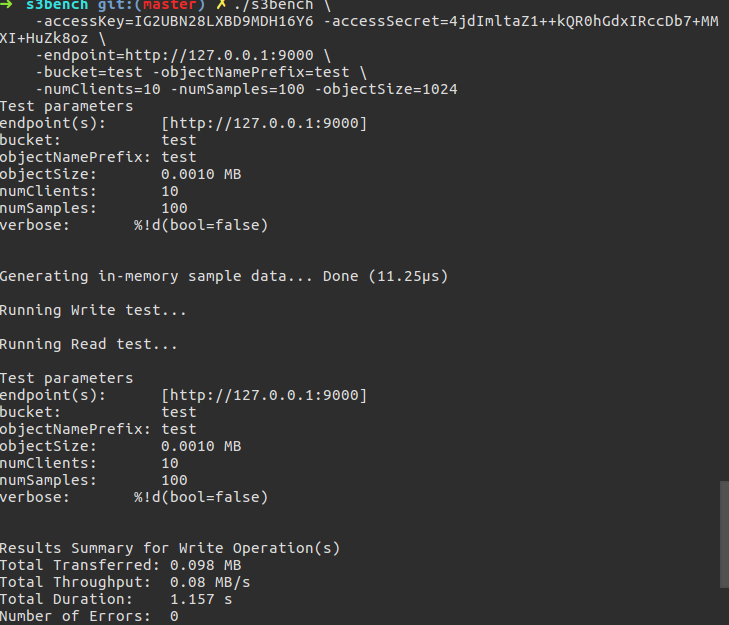 ➜  s3bench git:(master) ✗ ./s3bench \
    -accessKey=IG2UBN28LXBD9MDH16Y6 -accessSecret=4jdImltaZ1++kQR0hGdxIRccDb7+MM
XI+HuZk8oz \
    -endpoint=http://127.0.0.1:9000 \
    -bucket=test -objectNamePrefix=test \
    -numClients=10 -numSamples=100 -objectSize=1024
Test parameters
endpoint(s):      [http://127.0.0.1:9000]
bucket:           test
objectNamePrefix: test
objectSize:       0.0010 MB
numClients:       10
numSamples:       100
verbose:       %!d(bool=false)
Generating in-memory sample data... Done (11.25µs)
Running Write test...
Running Read test...
Test parameters
endpoint(s):      [http://127.0.0.1:9000]
bucket:           test
objectNamePrefix: test
objectSize:       0.0010 MB
numClients:       10
numSamples:       100
verbose:       %!d(bool=false)
Results Summary for Write Operation(s)
Total Transferred: 0.098 MB
Total Throughput:  0.08 MB/s
Total Duration:    1.157 s
Number of Errors:  0